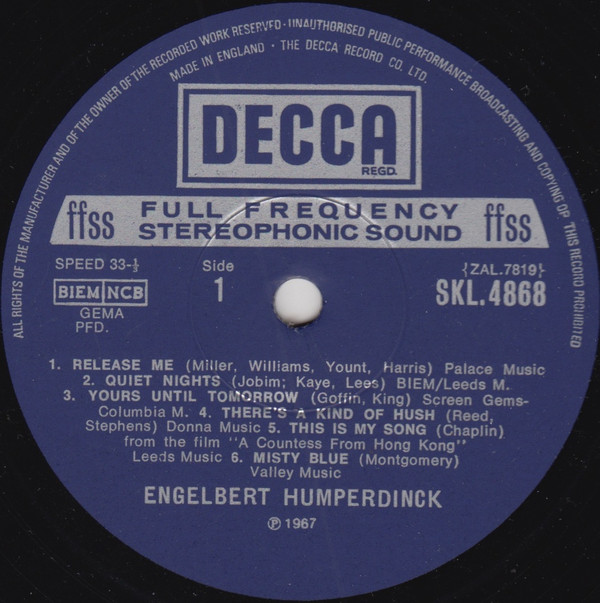 ALL RIGHTS OF THE MANUFACTURER AND OF THE OWNER OF THE RECORDED WORK RESERVED · UNAUTHORISED PUBLIC PERFORMANCE BROADCASTING AND COPYING OF THIS RECORD PROHIBITED
MADE IN ENGLAND · THE DECCA RECORD CO. LTD.
DECCA
REGD.
ffss FULL FREQUENCY ffss
STEREOPHONIC SOUND
SPEED 33-⅓ Side {ZAL.7819}
BIEM NCB 1 SKL.4868
GEMA
PFD.
1. RELEASE ME (Miller, Williams, Yount, Harris) Palace Music
2. QUIET NIGHTS (Jobim; Kaye, Lees) BIEM/Leeds M.
3. YOURS UNTIL TOMORROW (Goffin, King) Screen Gems-
Columbia M. 4. THERE'S A KIND OF HUSH (Reed,
Stephens) Donna Music 5. THIS IS MY SONG (Chaplin)
from the film "A Countess From Hong Kong"
Leeds Music 6. MISTY BLUE (Montgomery)
Valley Music
ENGELBERT HUMPERDINCK
℗ 1967